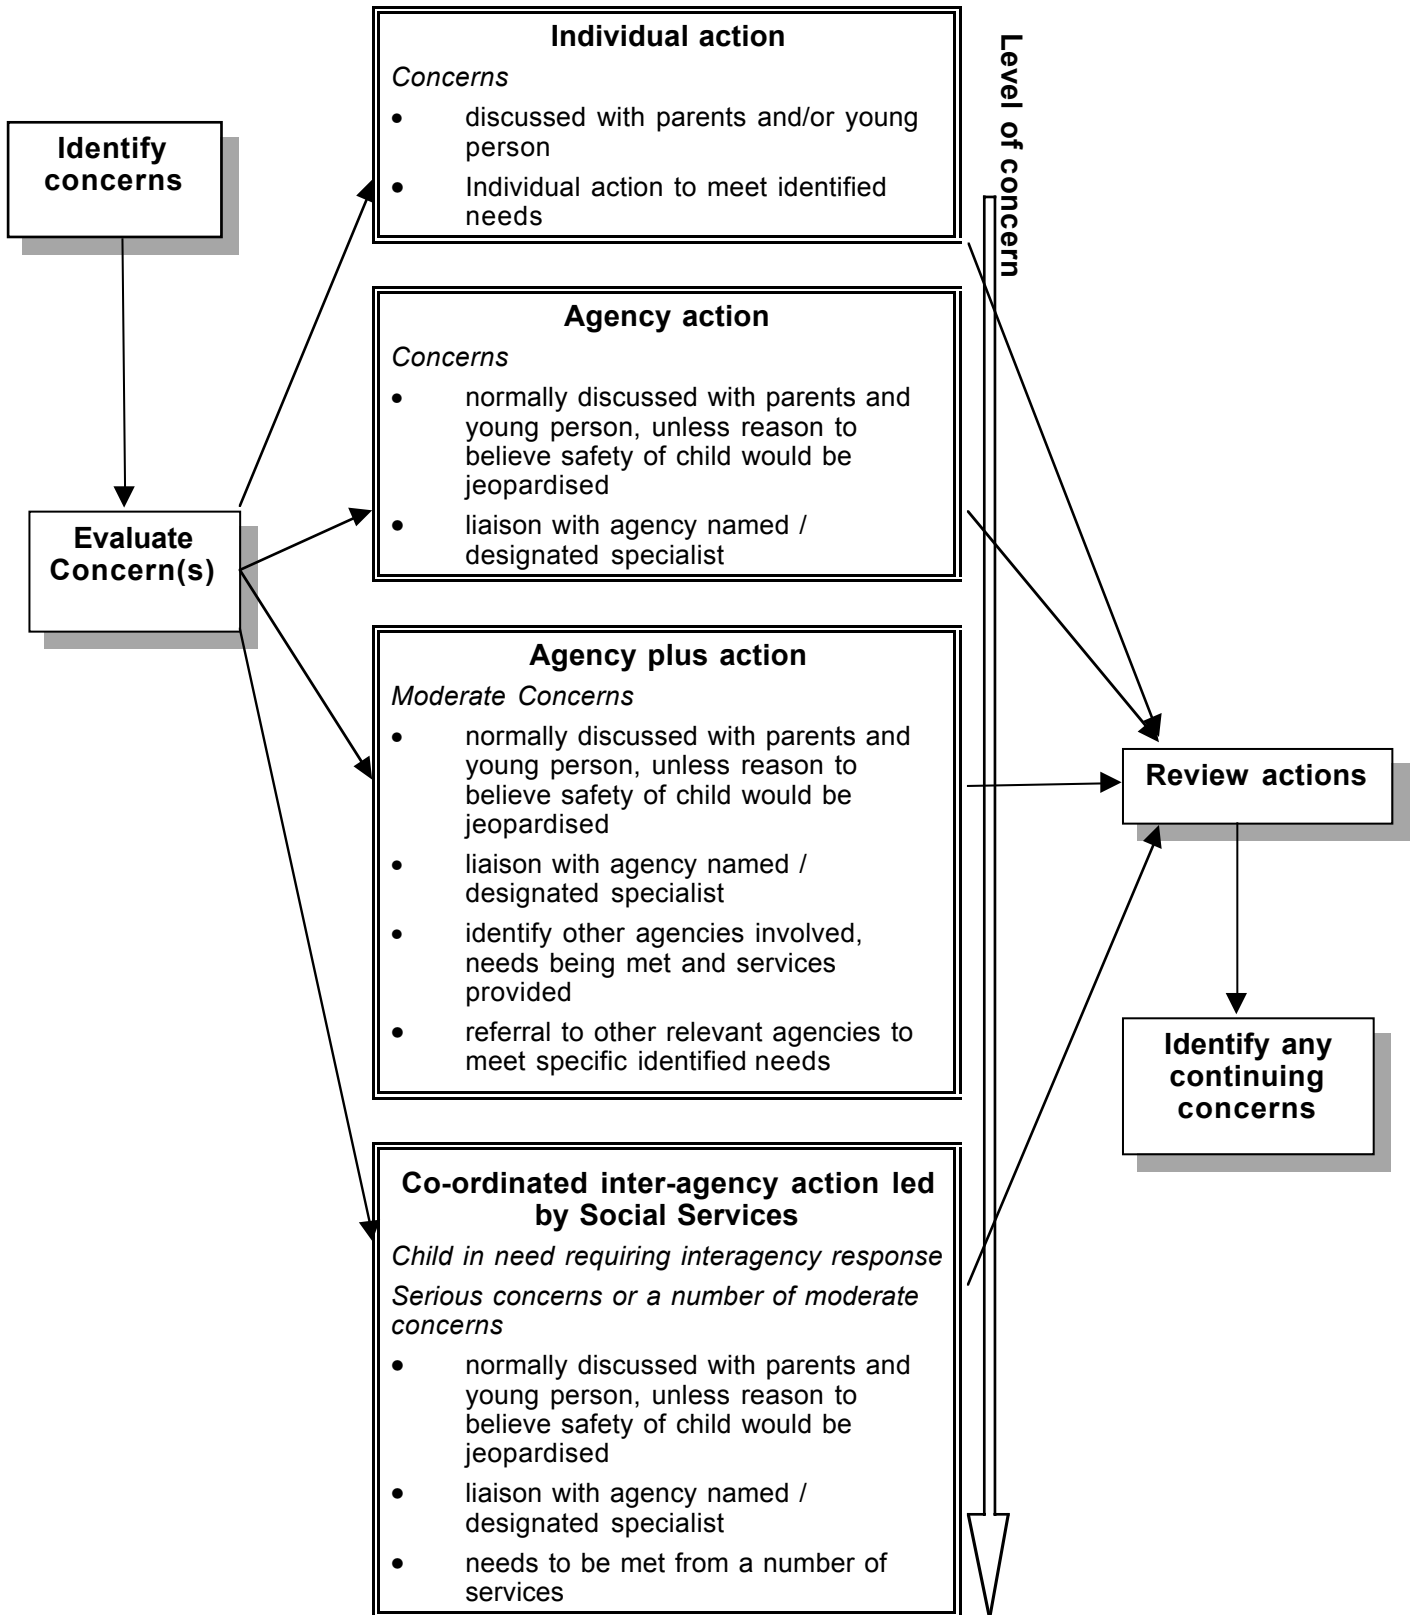 Identify
concerns
Evaluate
Concern(s)
Individual action
Concerns
• discussed with parents and/or young
person
• Individual action to meet identified
needs
Agency action
Concerns
• normally discussed with parents and
young person, unless reason to
believe safety of child would be
jeopardised
• liaison with agency named /
designated specialist
Agency plus action
Moderate Concerns
• normally discussed with parents and
young person, unless reason to
believe safety of child would be
jeopardised
• liaison with agency named /
designated specialist
• identify other agencies involved,
needs being met and services
provided
• referral to other relevant agencies to
meet specific identified needs
Co-ordinated inter-agency action led
by Social Services
Child in need requiring interagency response
Serious concerns or a number of moderate
concerns
• normally discussed with parents and
young person, unless reason to
believe safety of child would be
jeopardised
• liaison with agency named /
designated specialist
• needs to be met from a number of
services
Level of concern
Review actions
Identify any
continuing
concerns